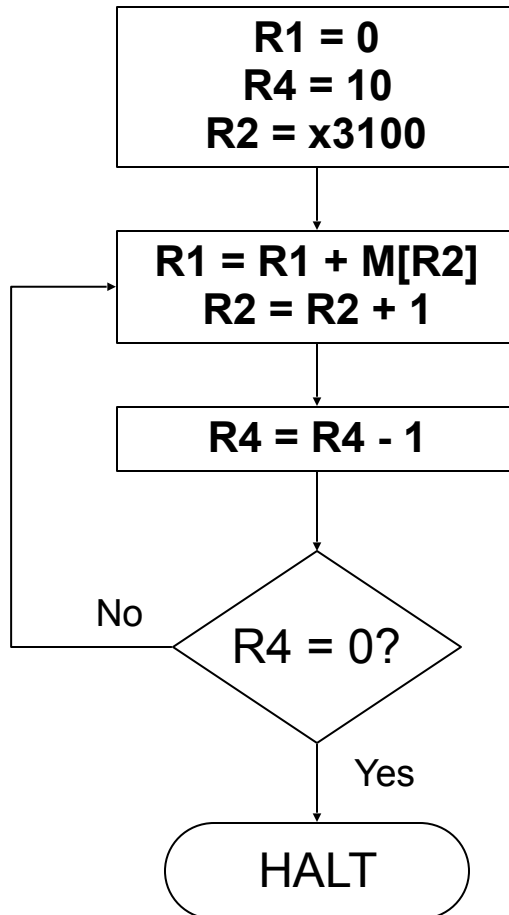 R1 = 0
R4 = 10
R2 = x3100
R1 = R1 + M[R2]
R2 = R2 + 1
R4 = R4 - 1
R4 = 0?
No
Yes
HALT